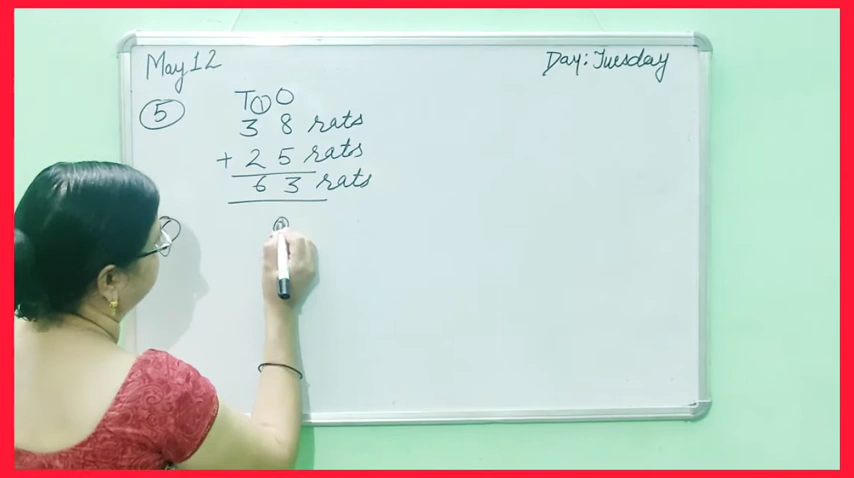 May 12
Day: Tuesday
5
T 1 O
3 8 rats
+ 2 5 rats
6 3 rats